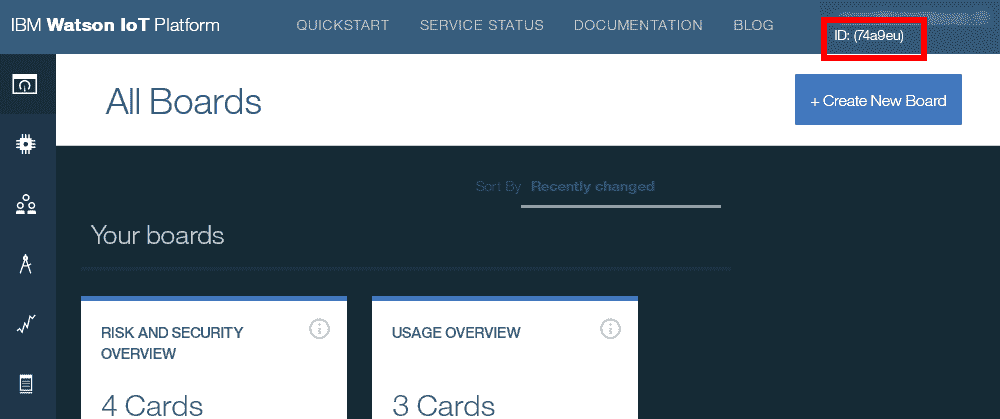 IBM Watson IoT Platform
QUICKSTART SERVICE STATUS DOCUMENTATION BLOG
ID: (74a9eu)
All Boards
+ Create New Board
Sort By Recently changed
Your boards
RISK AND SECURITY
OVERVIEW
4 Cards
USAGE OVERVIEW
3 Cards